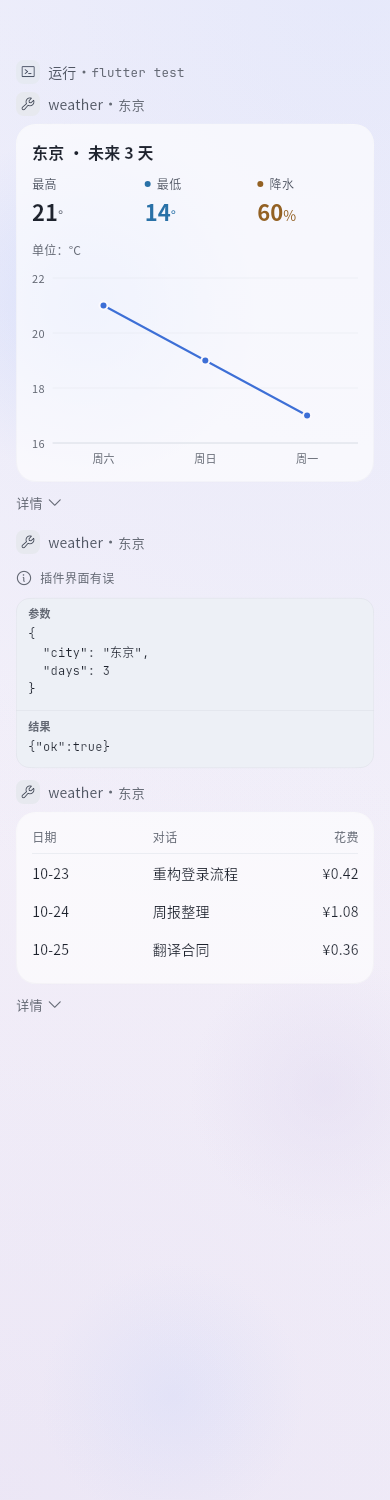 运行·flutter test
weather·东京
东京 · 未来 3 天
最高 最低 降水
21° 14° 60%
单位：°C
22
20
18
16
周六 周日 周一
详情
weather·东京
插件界面有误
参数
{
  "city": "东京",
  "days": 3
}
结果
{"ok":true}
weather·东京
日期 对话 花费
10-23 重构登录流程 ¥0.42
10-24 周报整理 ¥1.08
10-25 翻译合同 ¥0.36
详情